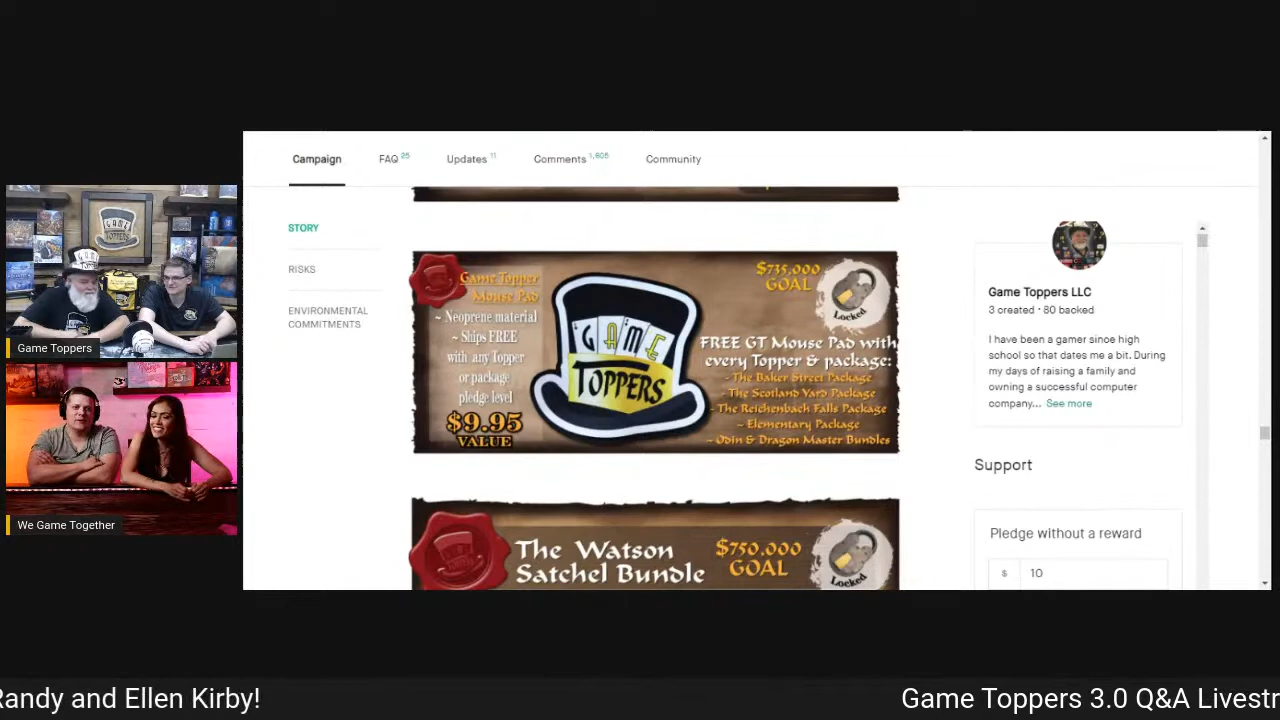 Campaign
FAQ 25
Updates 11
Comments 1,605
Community
STORY
RISKS
ENVIRONMENTAL
COMMITMENTS
Game Topper
Mouse Pad
~ Neoprene material
~ Ships FREE
with any Topper
or package
pledge level
$9.95
VALUE
GAME
TOPPERS
$735,000
GOAL
Locked
FREE GT Mouse Pad with
every Topper & package:
~ The Baker Street Package
~ The Scotland Yard Package
~ The Reichenbach Falls Package
~ Elementary Package
~ Odin & Dragon Master Bundles
The Watson
Satchel Bundle
$750,000
GOAL
Locked
Game Toppers LLC
3 created · 80 backed
I have been a gamer since high
school so that dates me a bit. During
my days of raising a family and
owning a successful computer
company... See more
Support
Pledge without a reward
$ 10
GAME
TOPPERS
Game Toppers
We Game Together
Randy and Ellen Kirby!
Game Toppers 3.0 Q&A Livestr